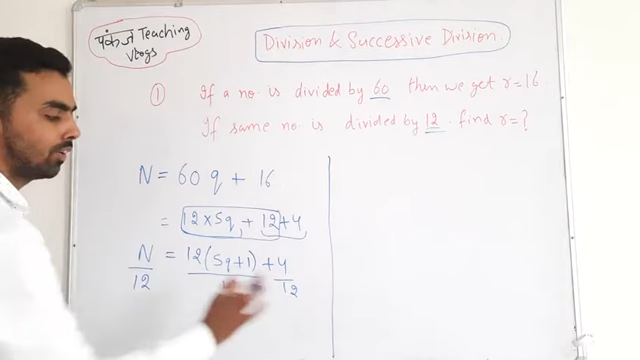 पंकज Teaching
Vlogs
Division & Successive Division.
① If a no. is divided by 60 then we get r=16
If same no. is divided by 12. find r=?
N = 60q + 16
= 12×5q + 12+4
N/12 = 12(5q+1) + 4
12